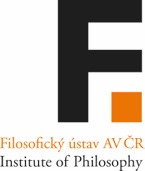 F.
Filosofický ústav AV ČR
Institute of Philosophy